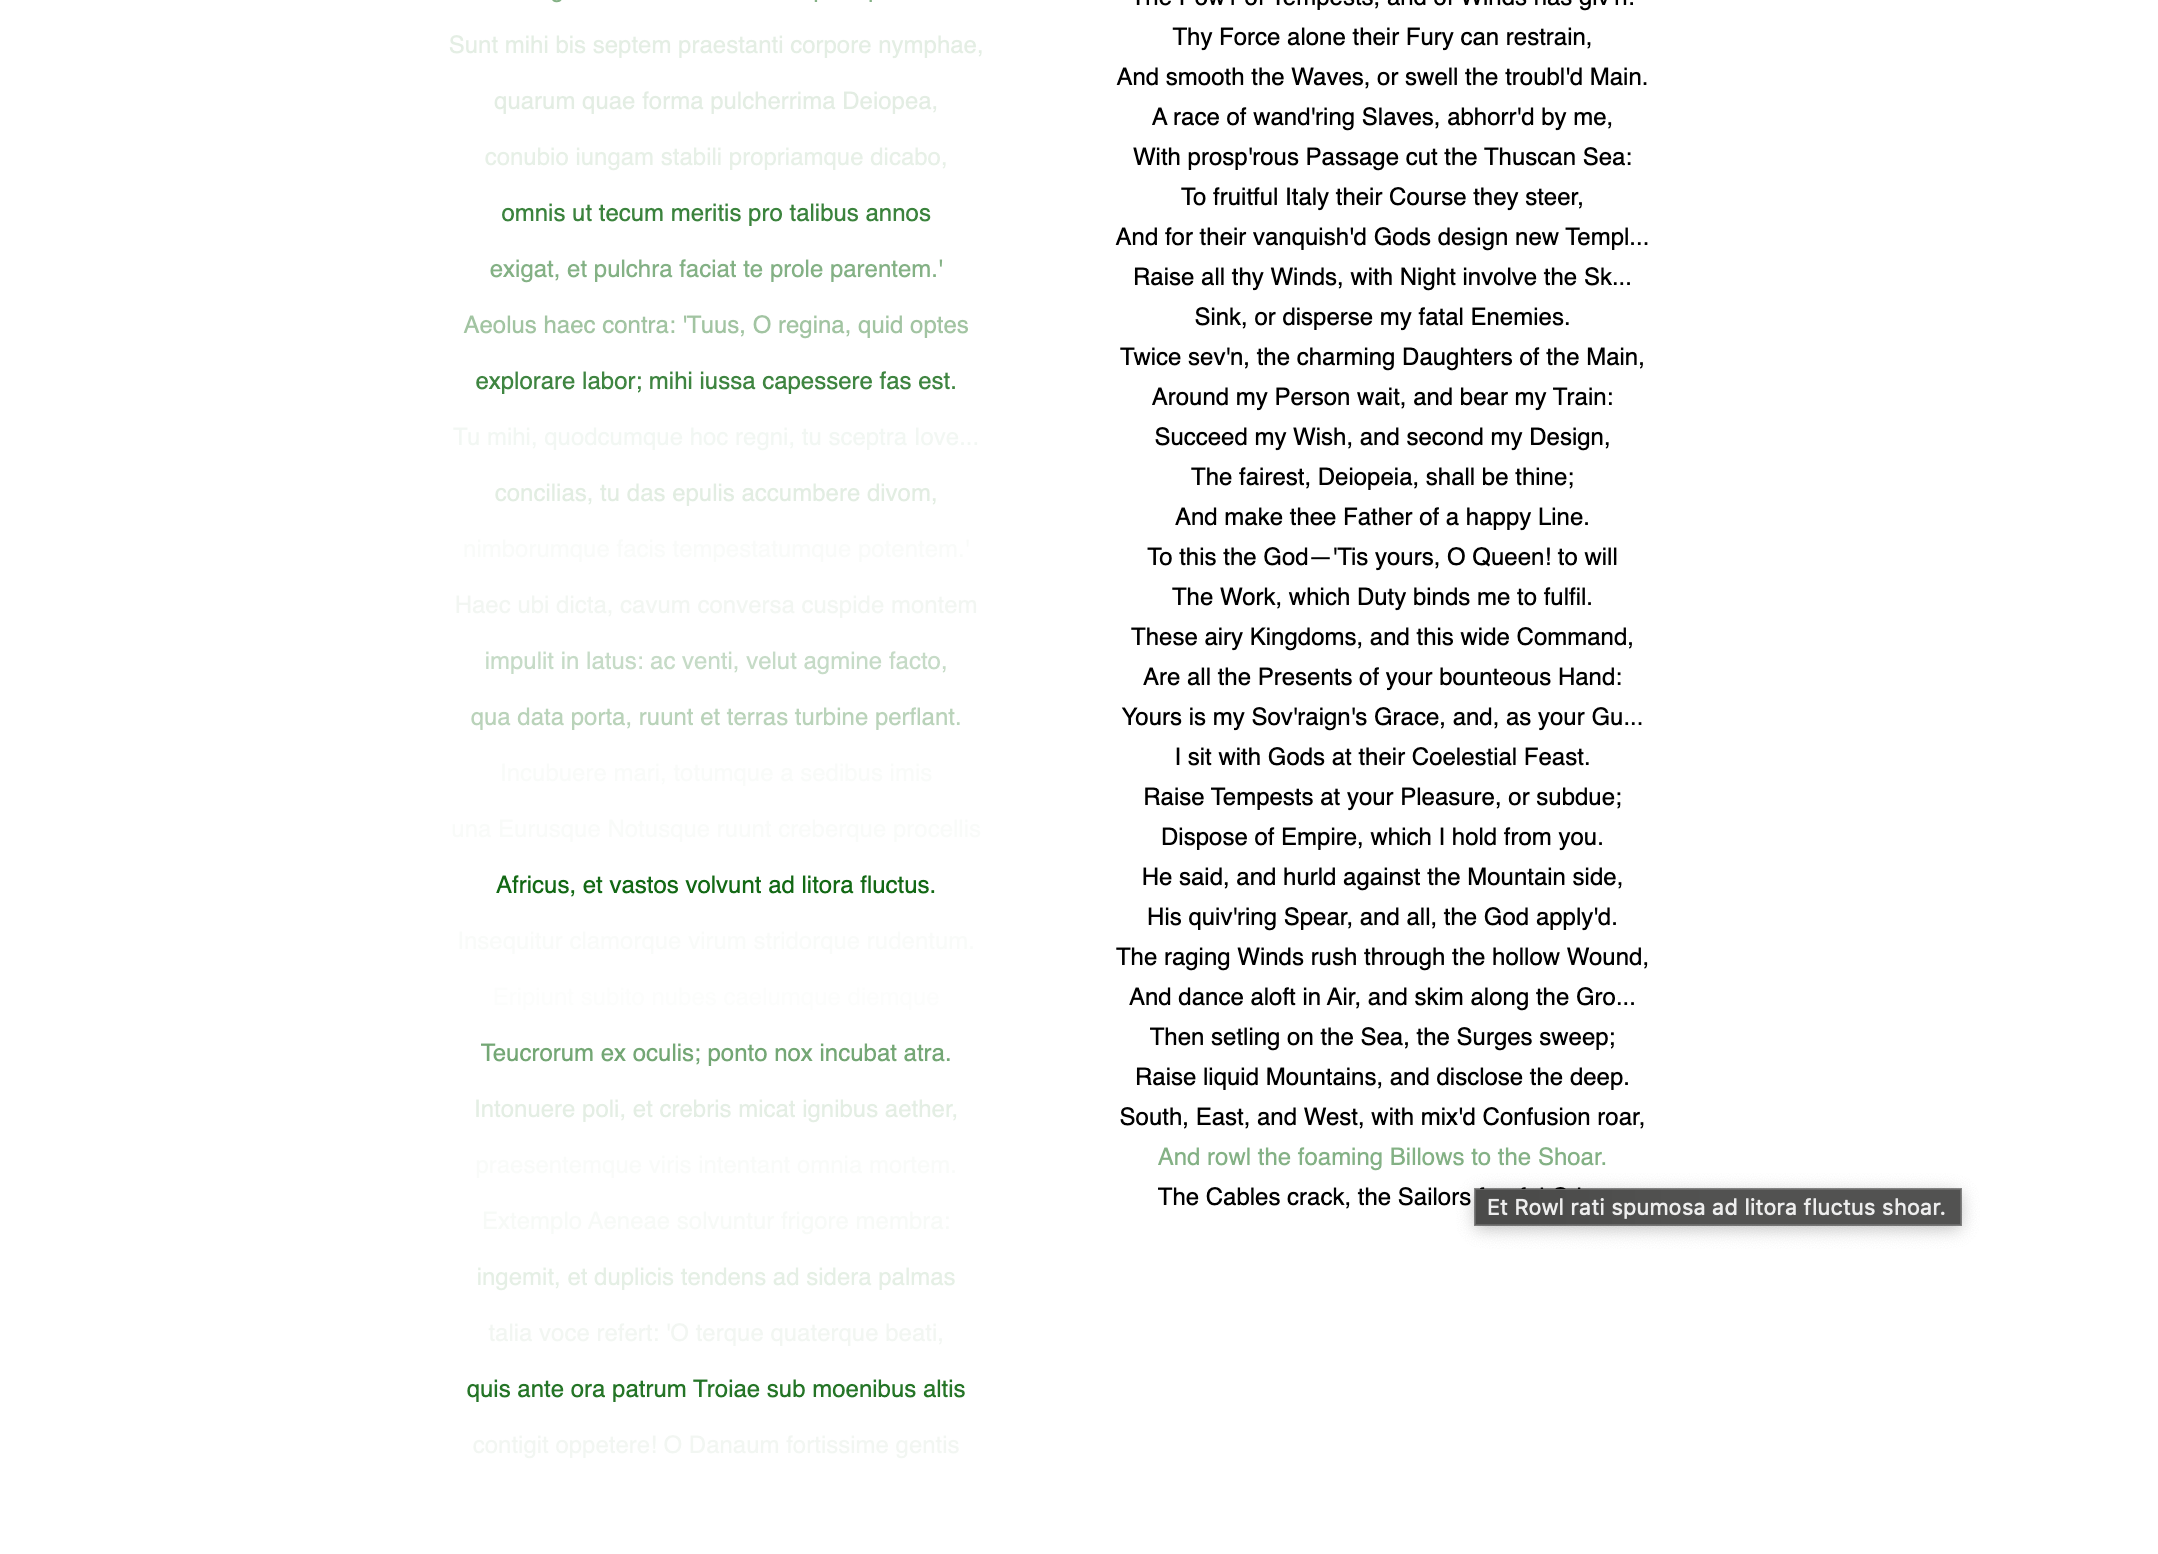 Sunt mihi bis septem praestanti corpore nymphae,
quarum quae forma pulcherrima Deiopea,
conubio iungam stabili propriamque dicabo,
omnis ut tecum meritis pro talibus annos
exigat, et pulchra faciat te prole parentem.'
Aeolus haec contra: 'Tuus, O regina, quid optes
explorare labor; mihi iussa capessere fas est.
Tu mihi, quodcumque hoc regni, tu sceptra Iove...
concilias, tu das epulis accumbere divom,
nimborumque facis tempestatumque potentem.'
Haec ubi dicta, cavum conversa cuspide montem
impulit in latus: ac venti, velut agmine facto,
qua data porta, ruunt et terras turbine perflant.
Incubuere mari, totumque a sedibus imis
una Eurusque Notusque ruunt creberque procellis
Africus, et vastos volvunt ad litora fluctus.
Insequitur clamorque virum stridorque rudentum.
Teucrorum ex oculis; ponto nox incubat atra.
Intonuere poli, et crebris micat ignibus aether,
praesentemque viris intentant omnia mortem.
Extemplo Aeneae solvuntur frigore membra:
ingemit, et duplicis tendens ad sidera palmas
talia voce refert: 'O terque quaterque beati,
quis ante ora patrum Troiae sub moenibus altis
contigit oppetere! O Danaum fortissime gentis
The Pow'r of Tempests, and of Winds has giv'n:
Thy Force alone their Fury can restrain,
And smooth the Waves, or swell the troubl'd Main.
A race of wand'ring Slaves, abhorr'd by me,
With prosp'rous Passage cut the Thuscan Sea:
To fruitful Italy their Course they steer,
And for their vanquish'd Gods design new Templ...
Raise all thy Winds, with Night involve the Sk...
Sink, or disperse my fatal Enemies.
Twice sev'n, the charming Daughters of the Main,
Around my Person wait, and bear my Train:
Succeed my Wish, and second my Design,
The fairest, Deiopeia, shall be thine;
And make thee Father of a happy Line.
To this the God—'Tis yours, O Queen! to will
The Work, which Duty binds me to fulfil.
These airy Kingdoms, and this wide Command,
Are all the Presents of your bounteous Hand:
Yours is my Sov'raign's Grace, and, as your Gu...
I sit with Gods at their Coelestial Feast.
Raise Tempests at your Pleasure, or subdue;
Dispose of Empire, which I hold from you.
He said, and hurld against the Mountain side,
His quiv'ring Spear, and all, the God apply'd.
The raging Winds rush through the hollow Wound,
And dance aloft in Air, and skim along the Gro...
Then setling on the Sea, the Surges sweep;
Raise liquid Mountains, and disclose the deep.
South, East, and West, with mix'd Confusion roar,
And rowl the foaming Billows to the Shoar.
The Cables crack, the Sailors
Et Rowl rati spumosa ad litora fluctus shoar.